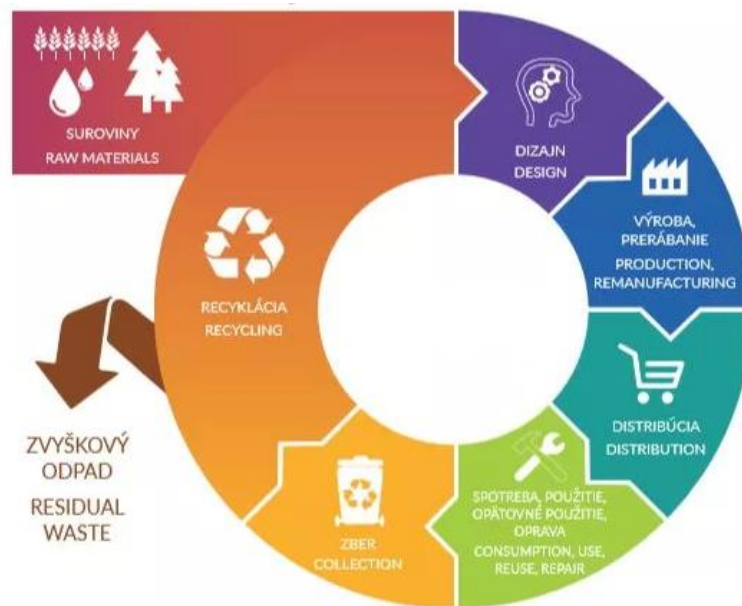 SUROVINY
RAW MATERIALS
DIZAJN
DESIGN
VÝROBA,
PRERÁBANIE
PRODUCTION,
REMANUFACTURING
DISTRIBÚCIA
DISTRIBUTION
SPOTREBA, POUŽITIE,
OPÄTOVNÉ POUŽITIE,
OPRAVA
CONSUMPTION, USE,
REUSE, REPAIR
ZBER
COLLECTION
RECYKLÁCIA
RECYCLING
ZVYŠKOVÝ
ODPAD
RESIDUAL
WASTE